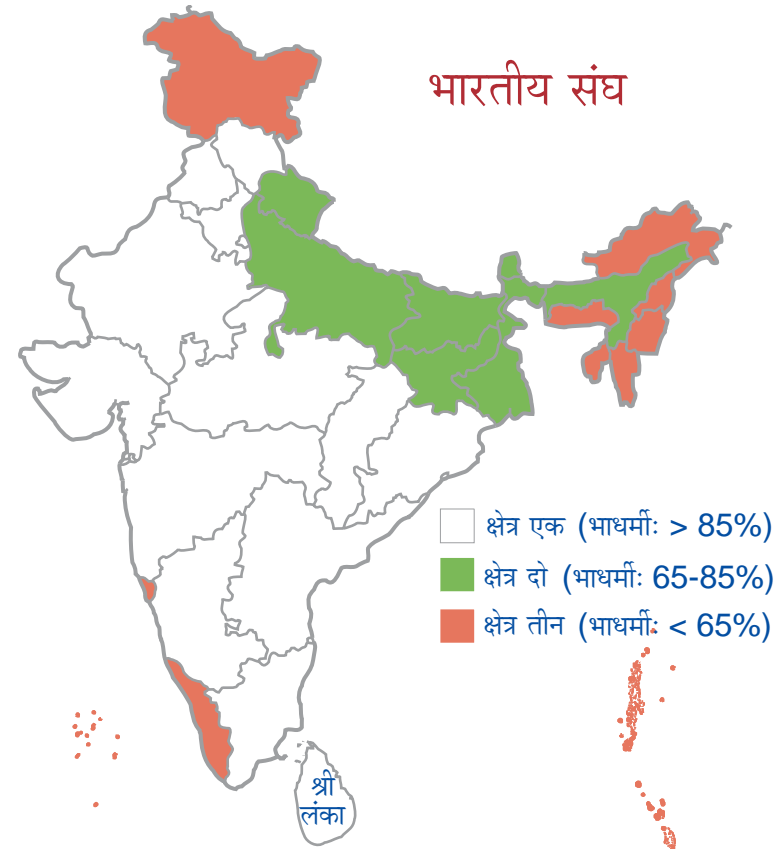 भारतीय संघ
क्षेत्र एक (भाधर्मीः > 85%)
क्षेत्र दो (भाधर्मीः 65-85%)
क्षेत्र तीन (भाधर्मीः < 65%)
श्री
लंका